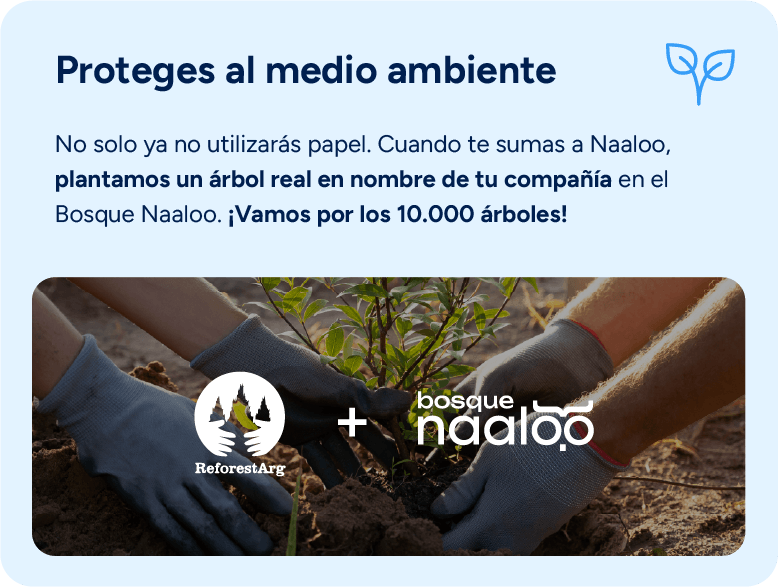 Proteges al medio ambiente
No solo ya no utilizarás papel. Cuando te sumas a Naaloo,
plantamos un árbol real en nombre de tu compañía en el
Bosque Naaloo. ¡Vamos por los 10.000 árboles!
ReforestArg
+
bosque
naaloo